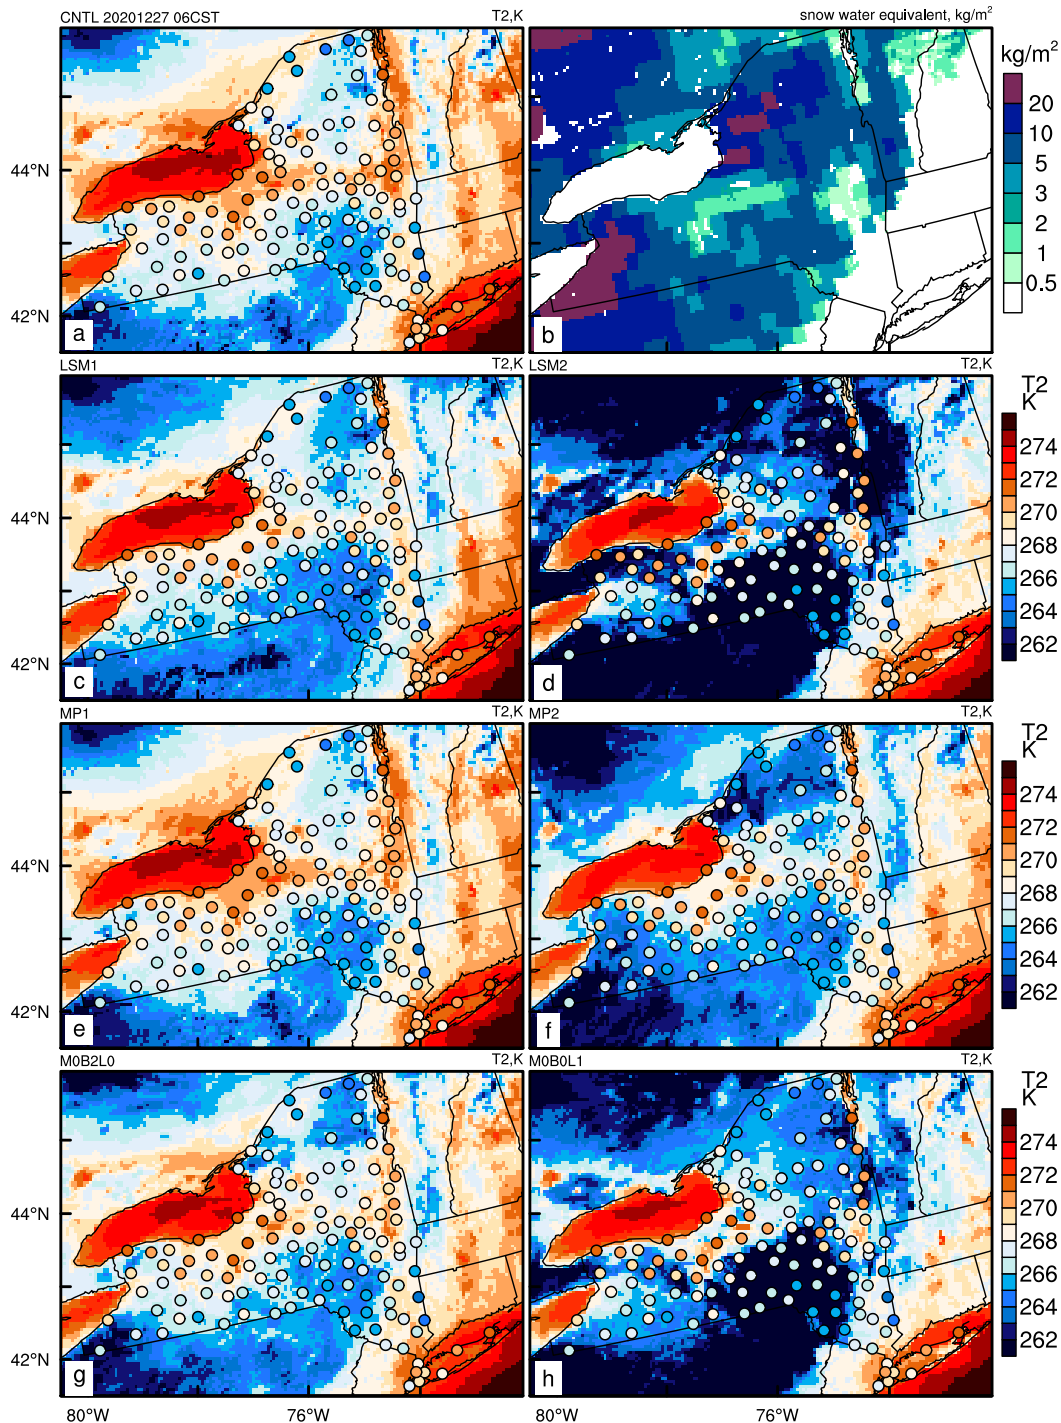 CNTL 20201227 06CST T2,K
snow water equivalent, kg/m²
kg/m²
20
10
5
3
2
1
0.5
44°N
42°N
a
b
LSM1 T2,K
LSM2 T2,K
T2
K
274
272
270
268
266
264
262
44°N
42°N
c
d
MP1 T2,K
MP2 T2,K
T2
K
274
272
270
268
266
264
262
44°N
42°N
e
f
M0B2L0 T2,K
M0B0L1 T2,K
T2
K
274
272
270
268
266
264
262
44°N
42°N
g
h
80°W 76°W 80°W 76°W